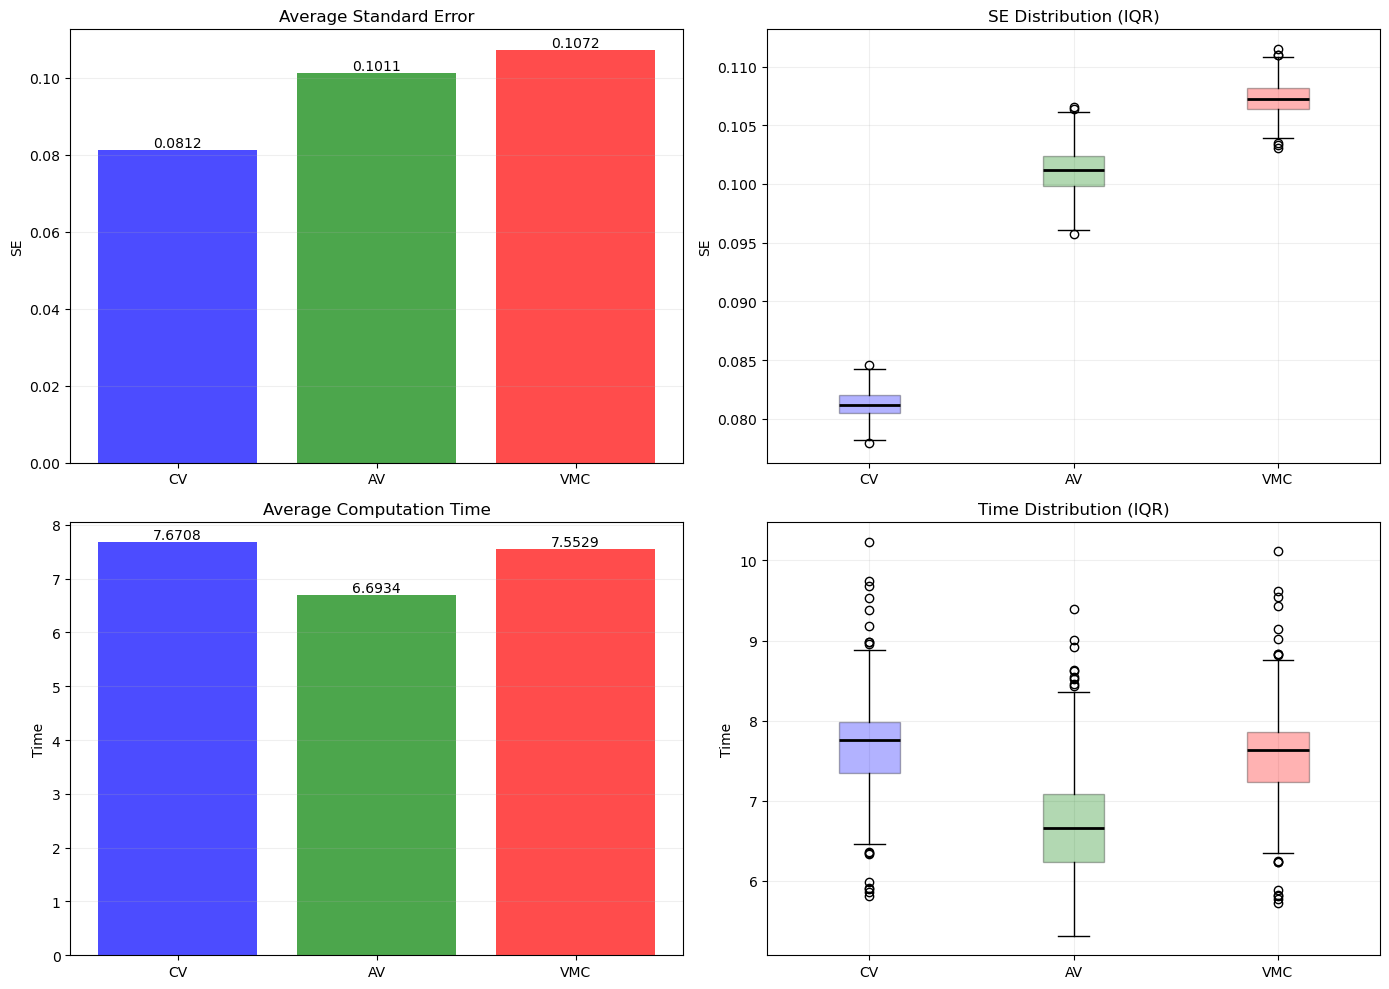 Average Standard Error
SE
0.10
0.08
0.06
0.04
0.02
0.00
0.0812
0.1011
0.1072
CV
AV
VMC
SE Distribution (IQR)
SE
0.110
0.105
0.100
0.095
0.090
0.085
0.080
CV
AV
VMC
Average Computation Time
Time
8
7
6
5
4
3
2
1
0
7.6708
6.6934
7.5529
CV
AV
VMC
Time Distribution (IQR)
Time
10
9
8
7
6
CV
AV
VMC